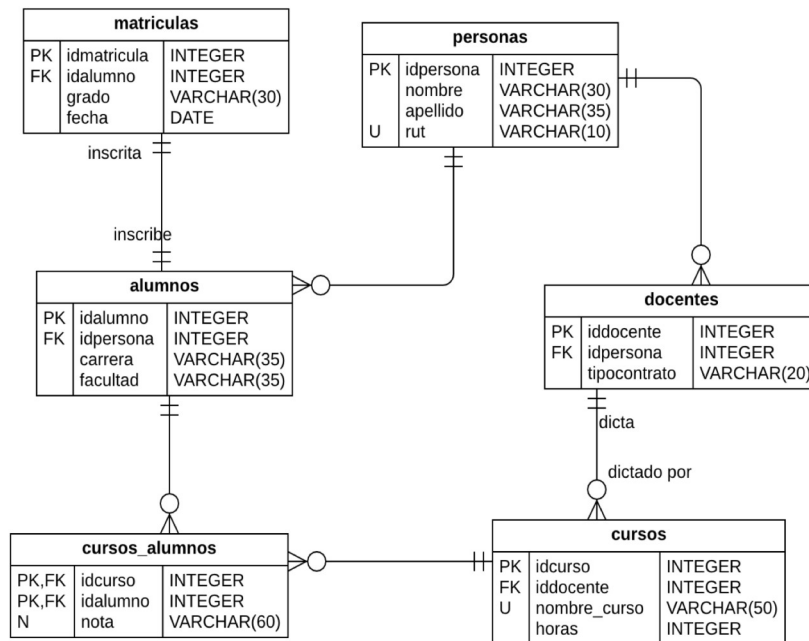 matriculas
PK idmatricula INTEGER
FK idalumno INTEGER
grado VARCHAR(30)
fecha DATE
personas
PK idpersona INTEGER
nombre VARCHAR(30)
apellido VARCHAR(35)
U rut VARCHAR(10)
inscrita
inscribe
alumnos
PK idalumno INTEGER
FK idpersona INTEGER
carrera VARCHAR(35)
facultad VARCHAR(35)
docentes
PK iddocente INTEGER
FK idpersona INTEGER
tipocontrato VARCHAR(20)
dicta
dictado por
cursos_alumnos
PK,FK idcurso INTEGER
PK,FK idalumno INTEGER
N nota VARCHAR(60)
cursos
PK idcurso INTEGER
FK iddocente INTEGER
U nombre_curso VARCHAR(50)
horas INTEGER